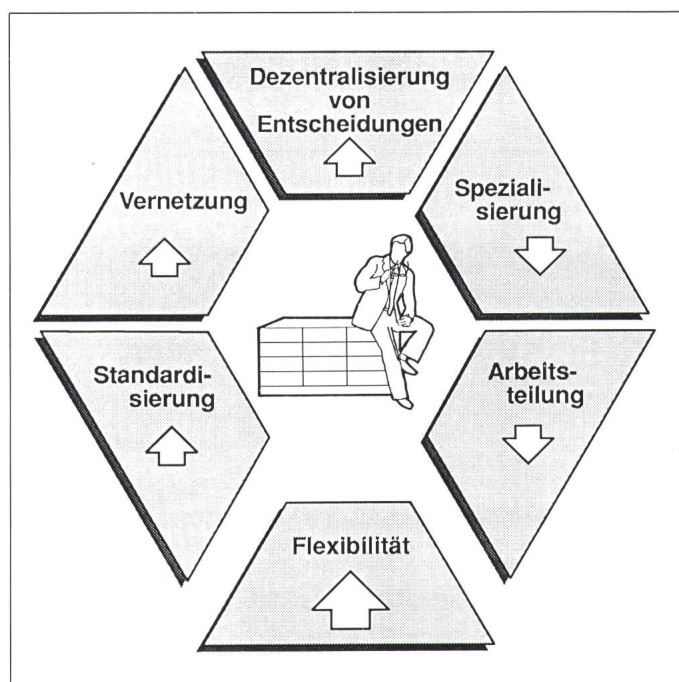 Dezentralisierung
von
Entscheidungen
Speziali-
sierung
Arbeits-
teilung
Flexibilität
Standardi-
sierung
Vernetzung